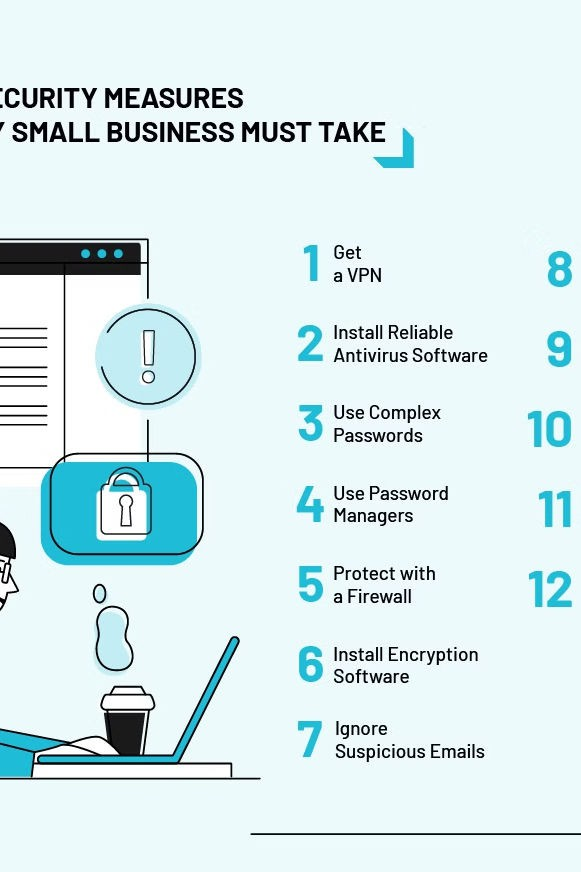 ECURITY MEASURES
Y SMALL BUSINESS MUST TAKE
1 Get
a VPN
2 Install Reliable
Antivirus Software
3 Use Complex
Passwords
4 Use Password
Managers
5 Protect with
a Firewall
6 Install Encryption
Software
7 Ignore
Suspicious Emails
8
9
10
11
12
!